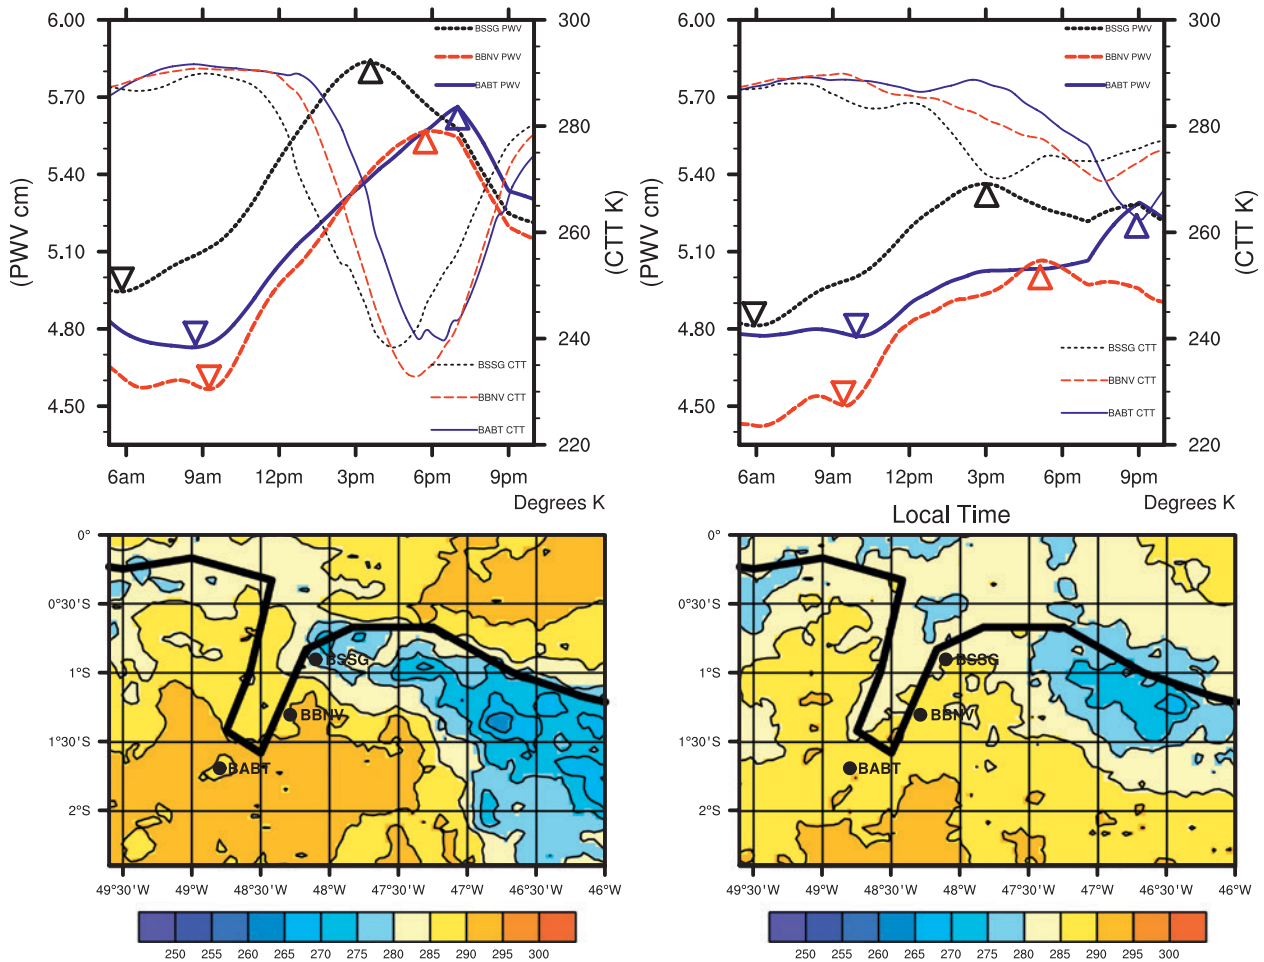 6.00
5.70
5.40
5.10
4.80
4.50
(PWV cm)
300
280
260
240
220
(CTT K)
BSSG PWV
BBNV PWV
BABT PWV
BSSG CTT
BBNV CTT
BABT CTT
6am 9am 12pm 3pm 6pm 9pm
Degrees K
6.00
5.70
5.40
5.10
4.80
4.50
(PWV cm)
300
280
260
240
220
(CTT K)
BSSG PWV
BBNV PWV
BABT PWV
BSSG CTT
BBNV CTT
BABT CTT
6am 9am 12pm 3pm 6pm 9pm
Degrees K
Local Time
0°
0°30'S
1°S
1°30'S
2°S
BSSG
BBNV
BABT
49°30'W 49°W 48°30'W 48°W 47°30'W 47°W 46°30'W 46°W
250 255 260 265 270 275 280 285 290 295 300
0°
0°30'S
1°S
1°30'S
2°S
BSSG
BBNV
BABT
49°30'W 49°W 48°30'W 48°W 47°30'W 47°W 46°30'W 46°W
250 255 260 265 270 275 280 285 290 295 300